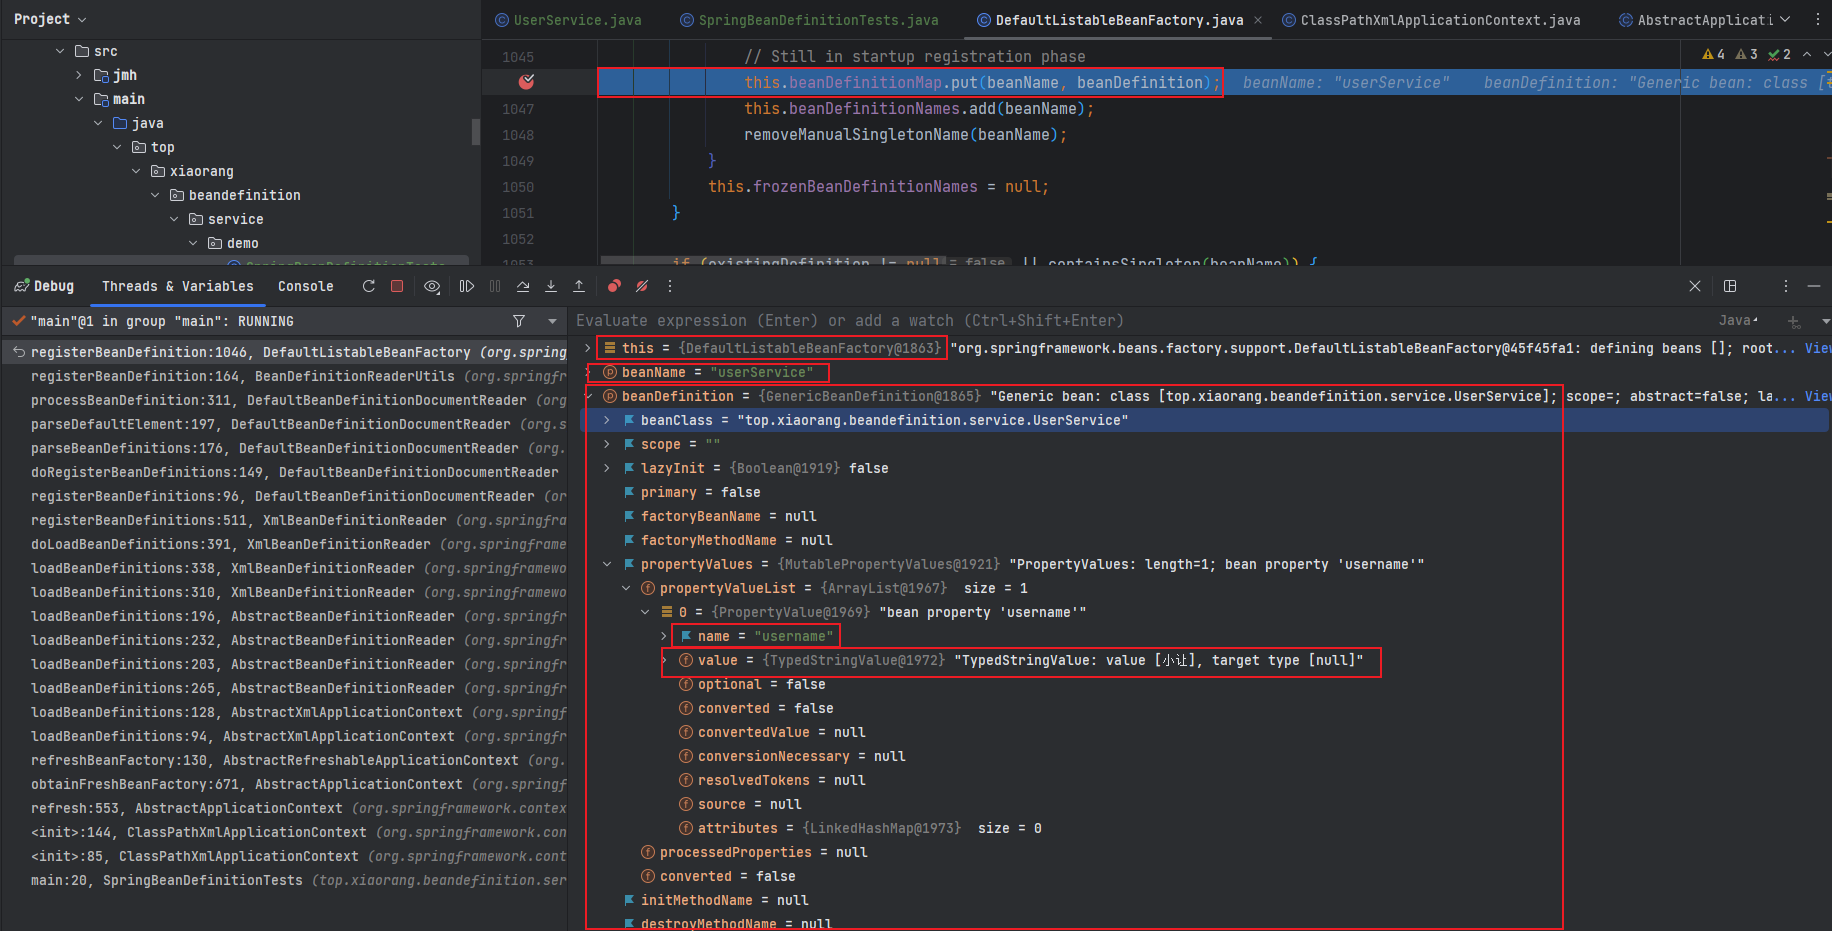 Project
UserService.java
SpringBeanDefinitionTests.java
DefaultListableBeanFactory.java
ClassPathXmlApplicationContext.java
AbstractApplicati
src
jmh
main
java
top
xiaorang
beandefinition
service
demo
SpringBeanDefinitionTests
4 3 2
1045 // Still in startup registration phase
this.beanDefinitionMap.put(beanName, beanDefinition); beanName: "userService" beanDefinition: "Generic bean: class [t
1047 this.beanDefinitionNames.add(beanName);
1048 removeManualSingletonName(beanName);
1049 }
1050 this.frozenBeanDefinitionNames = null;
1051 }
1052
1053 if (existingDefinition != null = false || containsSingleton(beanName)) {
Debug Threads & Variables Console
"main"@1 in group "main": RUNNING
registerBeanDefinition:1046, DefaultListableBeanFactory (org.spring
registerBeanDefinition:164, BeanDefinitionReaderUtils (org.springfr
processBeanDefinition:311, DefaultBeanDefinitionDocumentReader (org
parseDefaultElement:197, DefaultBeanDefinitionDocumentReader (org.s
parseBeanDefinitions:176, DefaultBeanDefinitionDocumentReader (org.
doRegisterBeanDefinitions:149, DefaultBeanDefinitionDocumentReader
registerBeanDefinitions:96, DefaultBeanDefinitionDocumentReader (or
registerBeanDefinitions:511, XmlBeanDefinitionReader (org.springfra
doLoadBeanDefinitions:391, XmlBeanDefinitionReader (org.springframe
loadBeanDefinitions:338, XmlBeanDefinitionReader (org.springframewo
loadBeanDefinitions:310, XmlBeanDefinitionReader (org.springframewo
loadBeanDefinitions:196, AbstractBeanDefinitionReader (org.springfr
loadBeanDefinitions:232, AbstractBeanDefinitionReader (org.springfr
loadBeanDefinitions:203, AbstractBeanDefinitionReader (org.springfr
loadBeanDefinitions:265, AbstractBeanDefinitionReader (org.springfr
loadBeanDefinitions:128, AbstractXmlApplicationContext (org.springf
loadBeanDefinitions:94, AbstractXmlApplicationContext (org.springfr
refreshBeanFactory:130, AbstractRefreshableApplicationContext (org.
obtainFreshBeanFactory:671, AbstractApplicationContext (org.springf
refresh:553, AbstractApplicationContext (org.springframework.contex
<init>:144, ClassPathXmlApplicationContext (org.springframework.con
<init>:85, ClassPathXmlApplicationContext (org.springframework.cont
main:20, SpringBeanDefinitionTests (top.xiaorang.beandefinition.ser
Evaluate expression (Enter) or add a watch (Ctrl+Shift+Enter) Java
this = {DefaultListableBeanFactory@1863} "org.springframework.beans.factory.support.DefaultListableBeanFactory@45f45fa1: defining beans []; root... View
beanName = "userService"
beanDefinition = {GenericBeanDefinition@1865} "Generic bean: class [top.xiaorang.beandefinition.service.UserService]; scope=; abstract=false; la... View
beanClass = "top.xiaorang.beandefinition.service.UserService"
scope = ""
lazyInit = {Boolean@1919} false
primary = false
factoryBeanName = null
factoryMethodName = null
propertyValues = {MutablePropertyValues@1921} "PropertyValues: length=1; bean property 'username'"
propertyValueList = {ArrayList@1967} size = 1
0 = {PropertyValue@1969} "bean property 'username'"
name = "username"
value = {TypedStringValue@1972} "TypedStringValue: value [小让], target type [null]"
optional = false
converted = false
convertedValue = null
conversionNecessary = null
resolvedTokens = null
source = null
attributes = {LinkedHashMap@1973} size = 0
processedProperties = null
converted = false
initMethodName = null
destroyMethodName = null